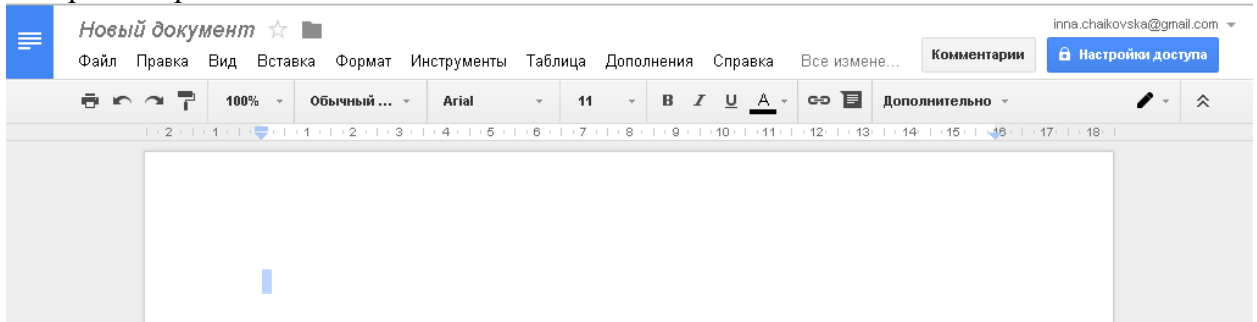 Новый документ
inna.chaikovska@gmail.com
Файл Правка Вид Вставка Формат Инструменты Таблица Дополнения Справка Все измене...
Комментарии
Настройки доступа
100% Обычный ... Arial 11 B I U A Дополнительно
2 1 1 2 3 4 5 6 7 8 9 10 11 12 13 14 15 16 17 18